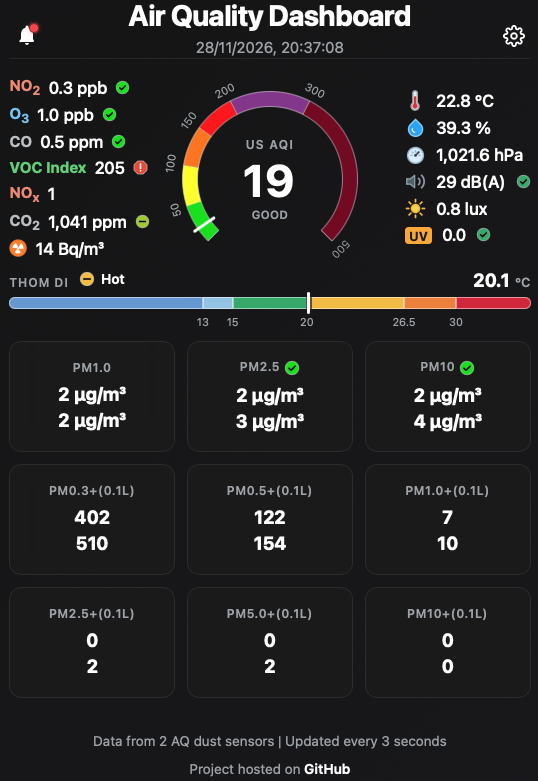 Air Quality Dashboard
28/11/2026, 20:37:08
NO2 0.3 ppb
O3 1.0 ppb
CO 0.5 ppm
VOC Index 205
NOx 1
CO2 1,041 ppm
14 Bq/m³
50
100
150
200
300
500
US AQI
19
GOOD
22.8 °C
39.3 %
1,021.6 hPa
29 dB(A)
0.8 lux
UV 0.0
THOM DI Hot 20.1 °C
13 15 20 26.5 30
PM1.0 PM2.5 PM10
2 µg/m³ 2 µg/m³ 2 µg/m³
2 µg/m³ 3 µg/m³ 4 µg/m³
PM0.3+(0.1L) PM0.5+(0.1L) PM1.0+(0.1L)
402 122 7
510 154 10
PM2.5+(0.1L) PM5.0+(0.1L) PM10+(0.1L)
0 0 0
2 2 0
Data from 2 AQ dust sensors | Updated every 3 seconds
Project hosted on GitHub